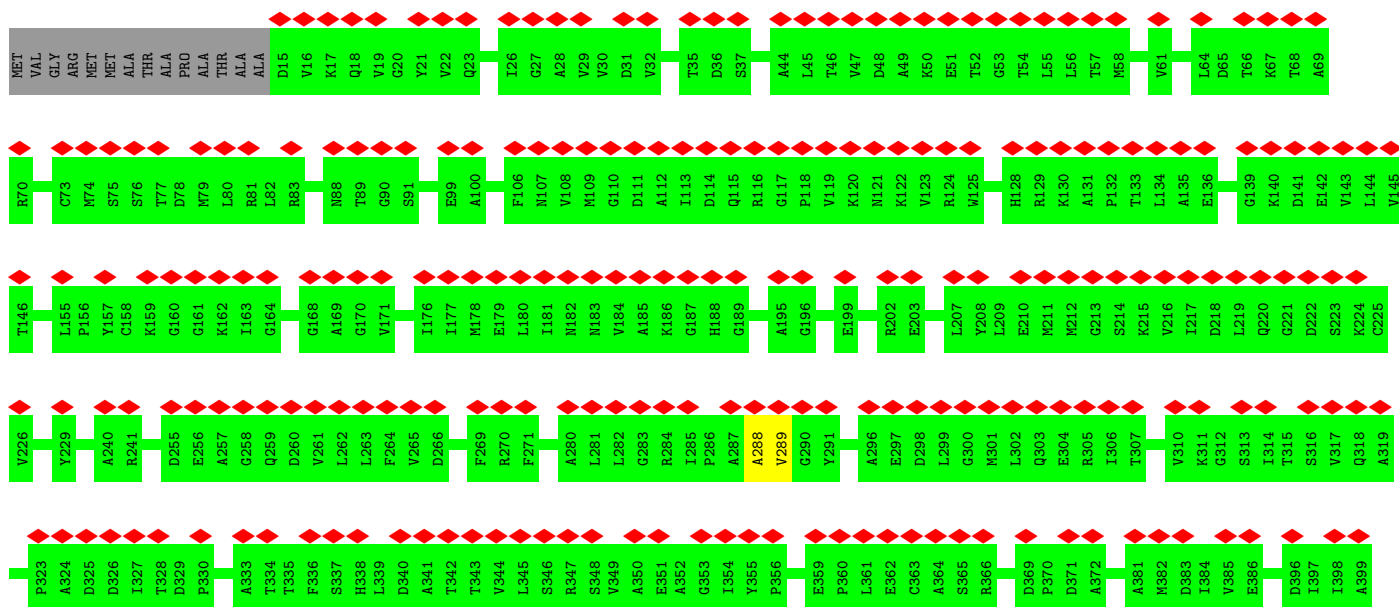 MET VAL GLY ARG MET MET ALA THR ALA PRO ALA THR ALA ALA D15 V16 K17 Q18 V19 G20 Y21 V22 Q23 I26 G27 A28 V29 V30 D31 V32 T35 D36 S37 A44 L45 T46 V47 D48 A49 K50 E51 T52 G53 T54 L55 L56 T57 M58 V61 L64 D65 T66 K67 T68 A69
R70 C73 M74 S75 S76 T77 D78 M79 L80 R81 L82 R83 N88 T89 G90 S91 E99 A100 F106 N107 V108 M109 G110 D111 A112 I113 D114 Q115 R116 G117 P118 V119 K120 N121 K122 V123 R124 W125 H128 R129 K130 A131 P132 T133 L134 A135 E136 G139 K140 D141 E142 V143 L144 V145
T146 L155 P156 Y157 C158 K159 G160 G161 K162 I163 G164 G168 A169 G170 V171 I176 I177 M178 E179 L180 I181 N182 N183 V184 A185 K186 G187 H188 G189 A195 G196 E199 R202 E203 L207 Y208 L209 E210 M211 M212 G213 S214 K215 V216 I217 D218 L219 Q220 G221 D222 S223 K224 C225
V226 Y229 A240 R241 D255 E256 A257 G258 Q259 D260 V261 L262 L263 F264 V265 D266 F269 R270 F271 A280 L281 L282 G283 R284 I285 P286 A287 A288 V289 G290 Y291 A296 E297 D298 L299 G300 M301 L302 Q303 E304 R305 I306 T307 V310 K311 G312 S313 I314 T315 S316 V317 Q318 A319
P323 A324 D325 D326 I327 T328 D329 P330 A333 T334 T335 F336 S337 H338 L339 D340 A341 T342 T343 V344 L345 S346 R347 S348 V349 A350 E351 A352 G353 I354 Y355 P356 E359 P360 L361 E362 C363 A364 S365 R366 D369 P370 D371 A372 A381 M382 D383 I384 V385 E386 D396 I397 I398 A399